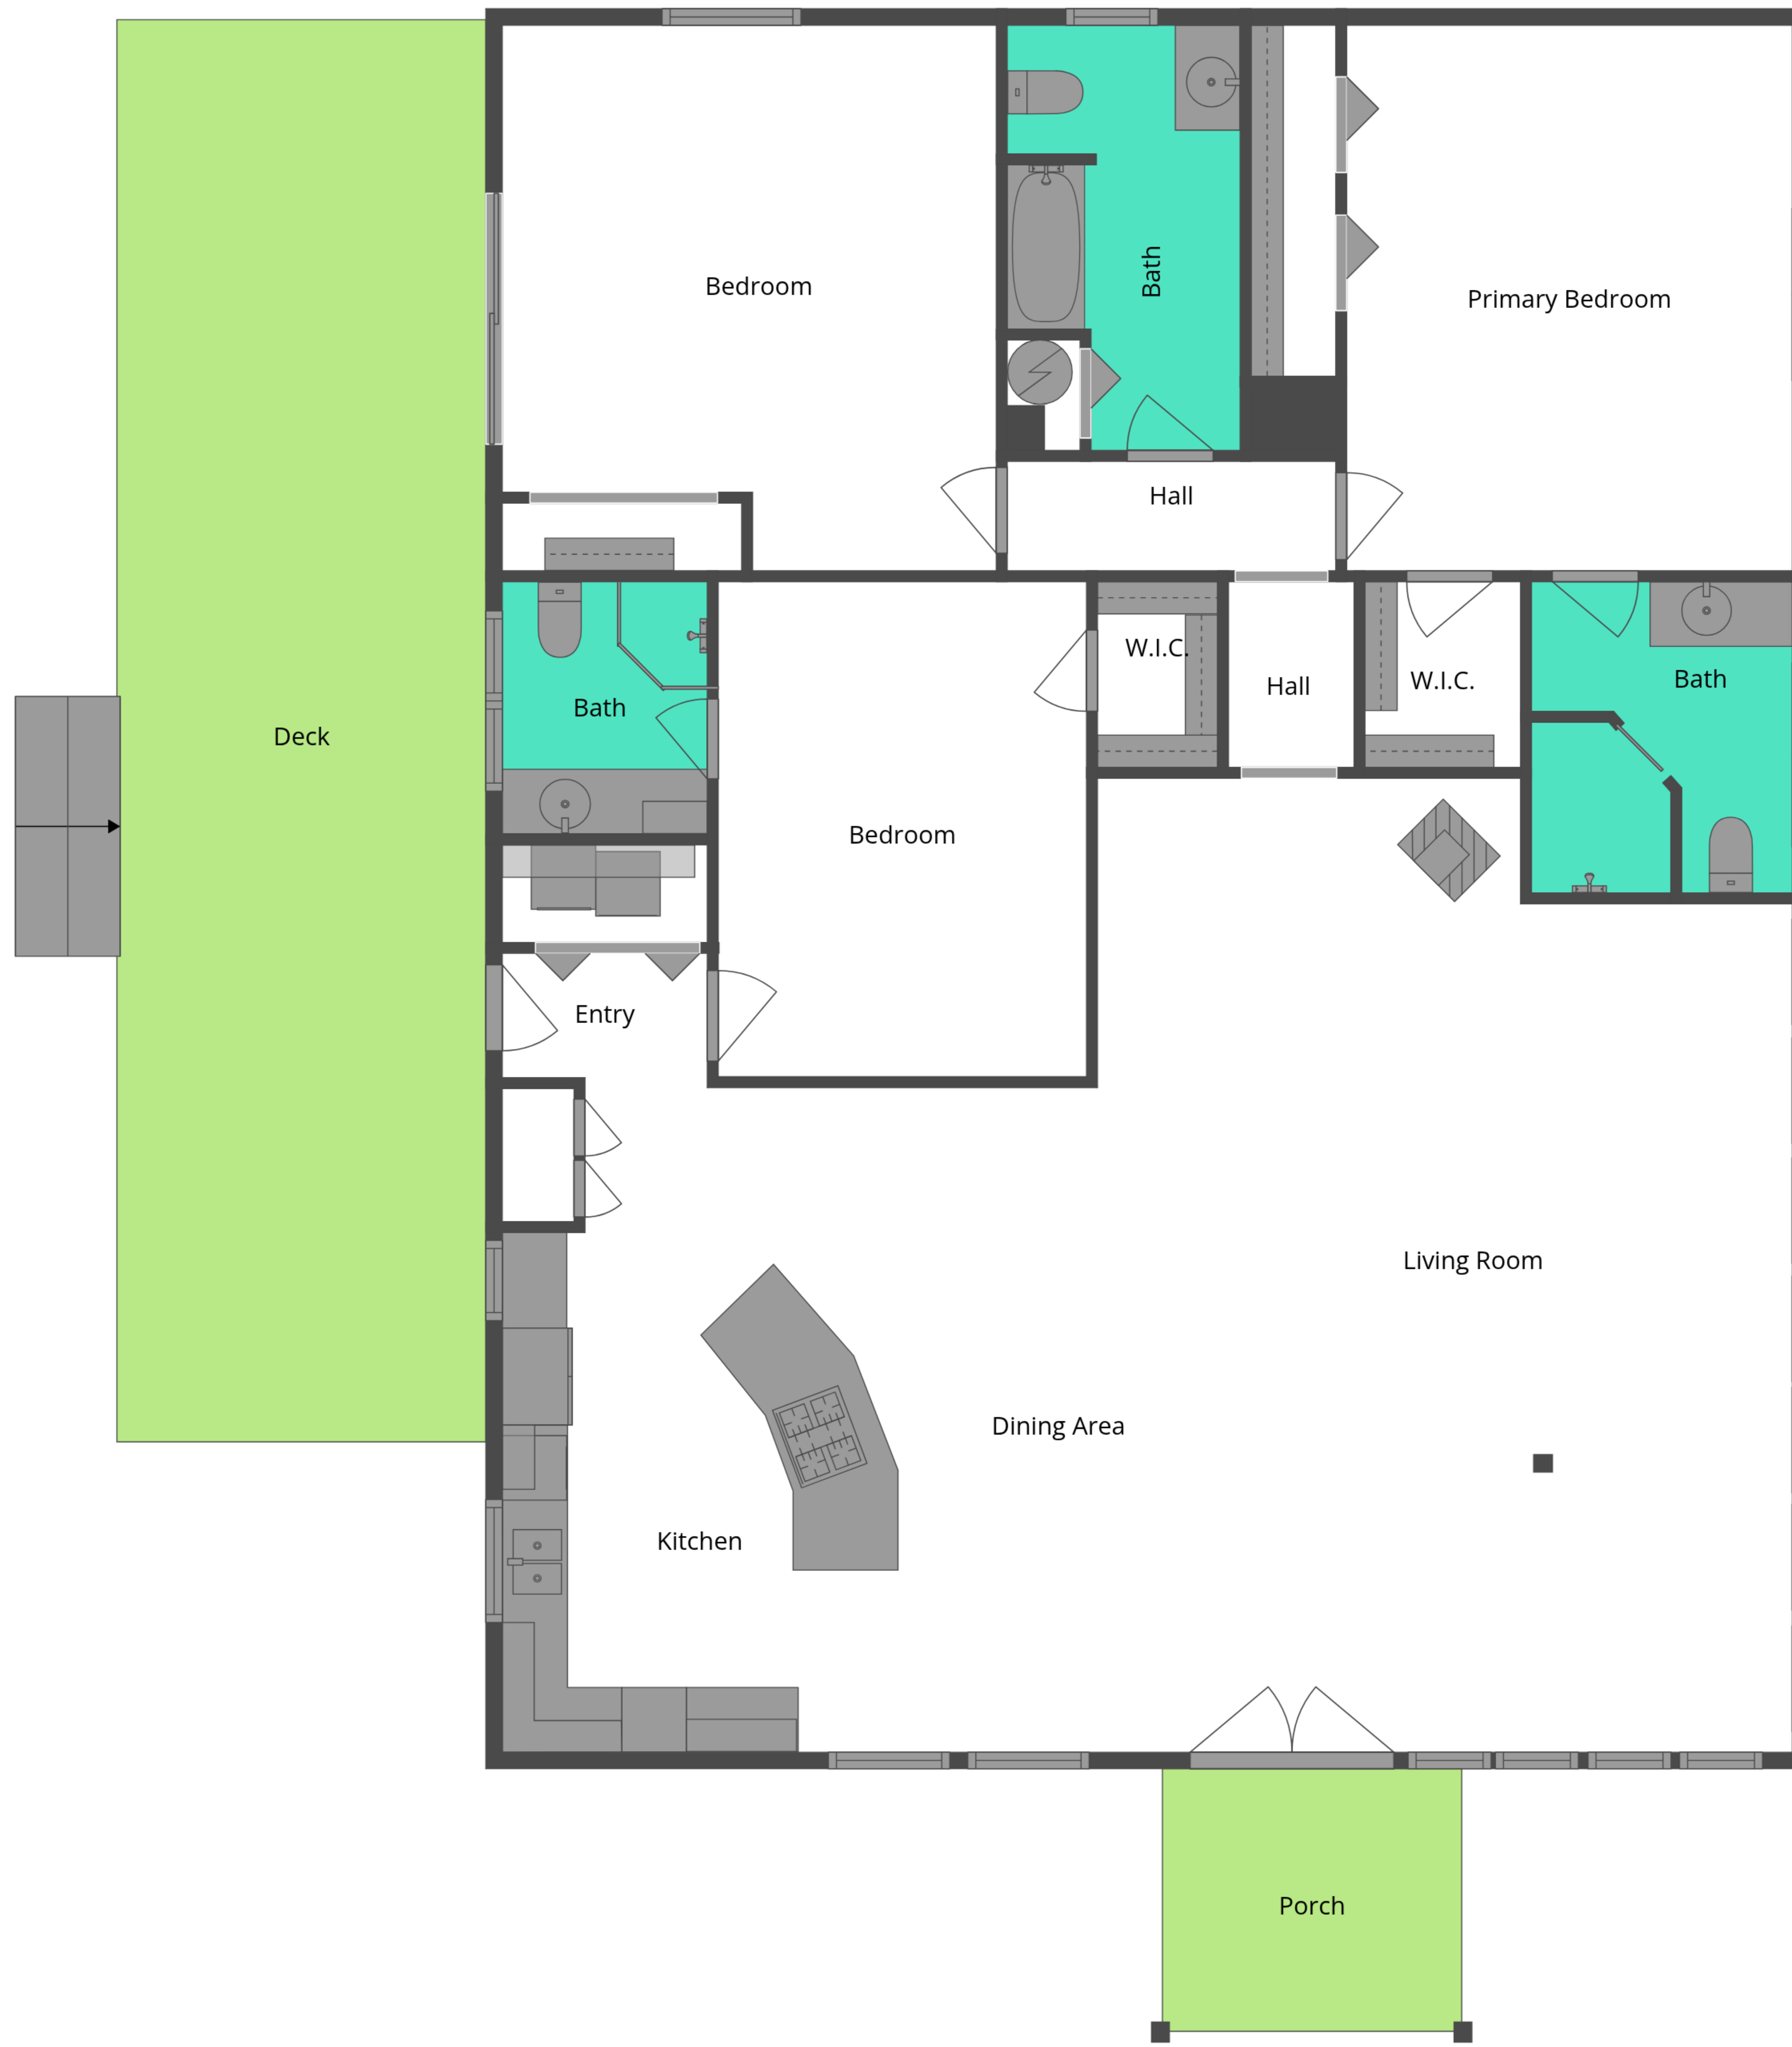 Bedroom
Bath
Primary Bedroom
Hall
W.I.C.
Hall
W.I.C.
Bath
Bath
Deck
Bedroom
Entry
Living Room
Dining Area
Kitchen
Porch